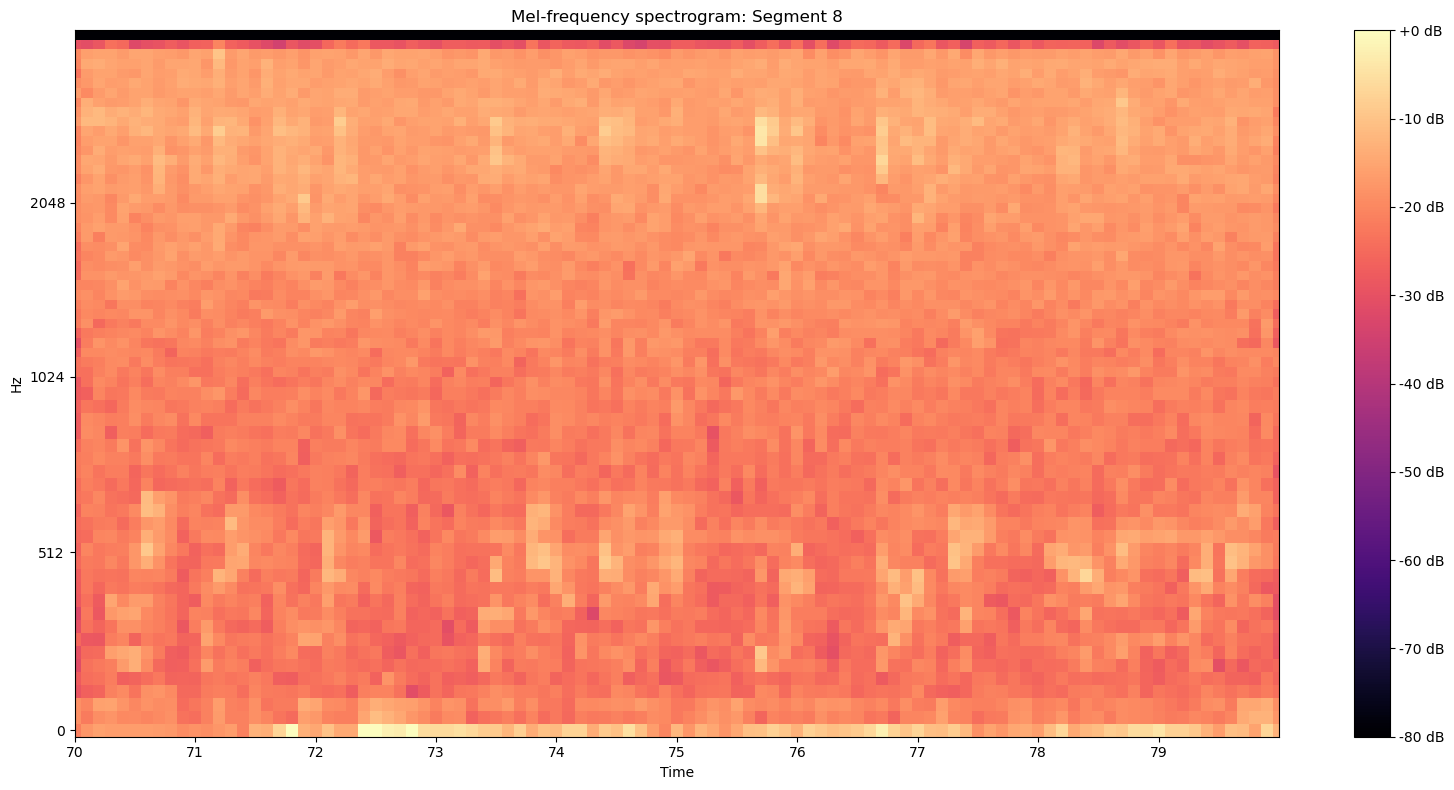 Mel-frequency spectrogram: Segment 8
Hz
2048
1024
512
0
70 71 72 73 74 75 76 77 78 79
Time
+0 dB
-10 dB
-20 dB
-30 dB
-40 dB
-50 dB
-60 dB
-70 dB
-80 dB